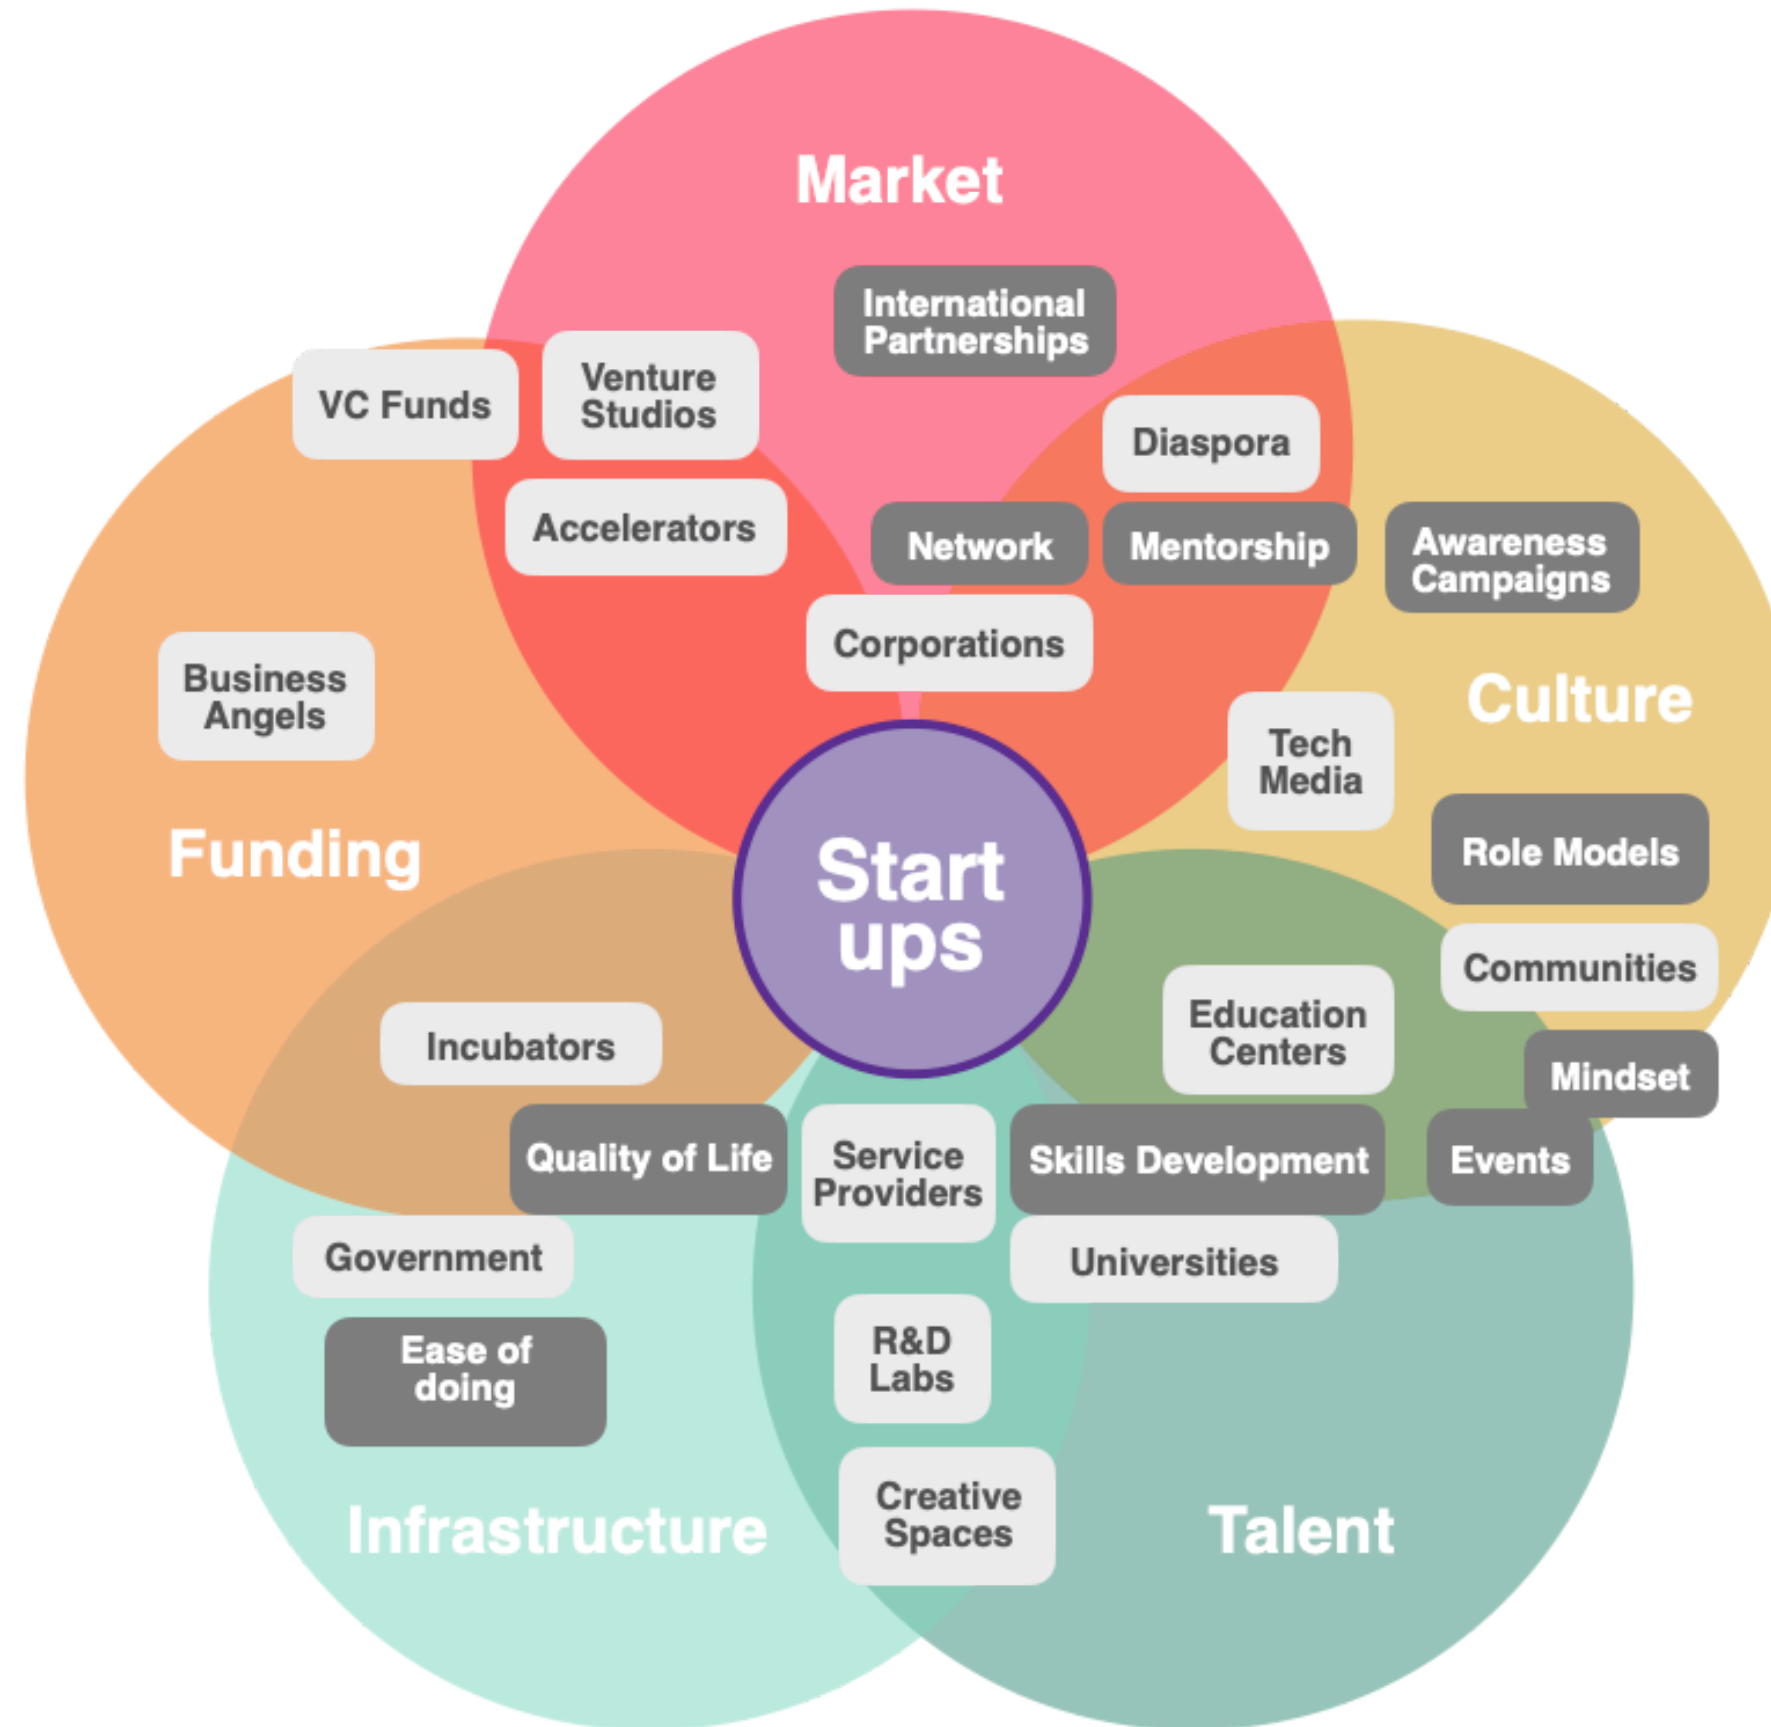 Market
International
Partnerships
VC Funds
Venture
Studios
Diaspora
Accelerators
Network
Mentorship
Awareness
Campaigns
Corporations
Business
Angels
Culture
Tech
Media
Funding
Start
ups
Role Models
Communities
Incubators
Education
Centers
Mindset
Quality of Life
Service
Providers
Skills Development
Events
Government
Universities
Ease of
doing
R&D
Labs
Creative
Spaces
Infrastructure
Talent